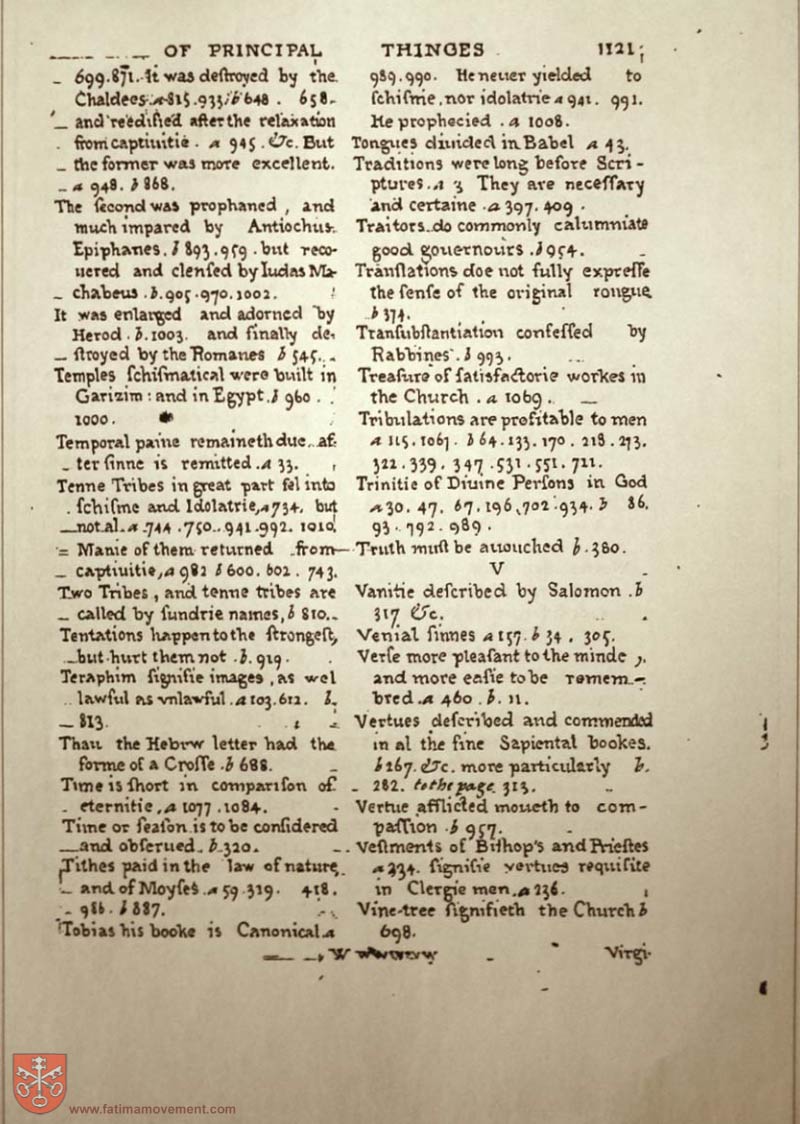 OF PRINCIPAL THINGES 1121
699.871. It was deſtroyed by the
Chaldees. a 815.933. b 648. 658.
and reedified after the relaxation
from captiuitie. a 945. &c. But
the former was more excellent.
a 948. b 868.
The ſecond was prophaned, and
much impared by Antiochus
Epiphanes. b 893.959. but reco-
uered and clenſed by Iudas Ma-
chabeus. b. 905.970.1002.
It was enlarged and adorned by
Herod. b. 1003. and finally de-
ſtroyed by the Romanes b 545.
Temples ſchiſmatical were built in
Garizim: and in Egypt. b 960.
1000.
Temporal paine remaineth due af-
ter ſinne is remitted. a 33.
Tenne Tribes in great part fel into
ſchiſme and Idolatrie, a 734. but
not al. a 744.750.941.992.1010.
Manie of them returned from
captiuitie, a 982 b 600.602.743.
Two Tribes, and tenne tribes are
called by ſundrie names, b 810.
Tentations happen to the ſtrongeſt,
but hurt them not. b. 919.
Teraphim ſignifie images, as wel
lawful as vnlawful. a 103.612. b.
813.
Thau the Hebrw letter had the
forme of a Croſſe. b 688.
Time is ſhort in compariſon of
eternitie, a 1077.1084.
Time or ſeaſon is to be conſidered
and obſerued. b. 320.
Tithes paid in the law of nature
and of Moyſes. a 59.319. 418.
986. b 887.
Tobias his booke is Canonical. a
989.990. He neuer yielded to
ſchiſme, nor idolatrie a 941. 991.
He prophecied. a 1008.
Tongues diuided in Babel a 43.
Traditions were long before Scri-
ptures. a 3 They are neceſſary
and certaine. a 397.409.
Traitors do commonly calumniate
good gouernours. b 954.
Tranſlations doe not fully expreſſe
the ſenſe of the original tongue
b 374.
Tranſubſtantiation confeſſed by
Rabbines. b 993.
Treaſure of ſatisfactorie workes in
the Church. a 1069.
Tribulations are profitable to men
a 115.1061. b 64.133.170.218.273.
322.339.347.531.551.711.
Trinitie of Diuine Perſons in God
a 30. 47. 67. 196, 702.934. b 86.
93. 792. 989.
Truth muſt be auouched b. 380.
V
Vanitie deſcribed by Salomon. b
317 &c.
Venial ſinnes a 157. b 34. 305.
Verſe more pleaſant to the minde,
and more eaſie to be remem-
bred. a 460. b. 11.
Vertues deſcribed and commended
in al the fiue Sapiental bookes.
b 267. &c. more particularly b.
282. to the page 313.
Vertue afflicted moueth to com-
paſſion. b 957.
Veſtments of Biſhop's and Prieſtes
a 234. ſignifie vertues requiſite
in Clergie men. a 236.
Vine-tree ſignifieth the Church b
698.
Virgi-
www.fatimamovement.com